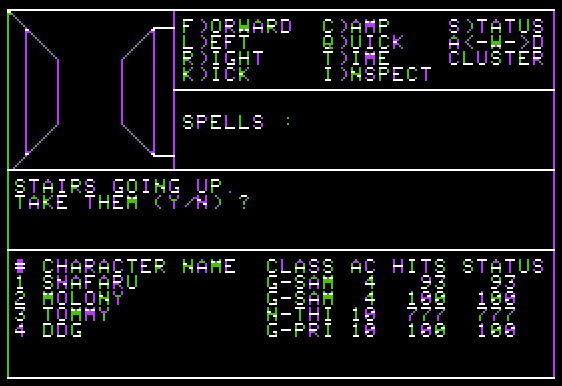 F)ORWARD C)AMP S)TATUS
L)EFT Q)UICK A<-W->D
R)IGHT T)IME CLUSTER
K)ICK I)NSPECT
SPELLS :
STAIRS GOING UP.
TAKE THEM (Y/N) ?
# CHARACTER NAME CLASS AC HITS STATUS
1 SNAFARU G-SAM 4 93 93
2 MOLONY G-SAM 4 100 100
3 TOMMY N-THI 10 777 777
4 DDG G-PRI 10 100 100